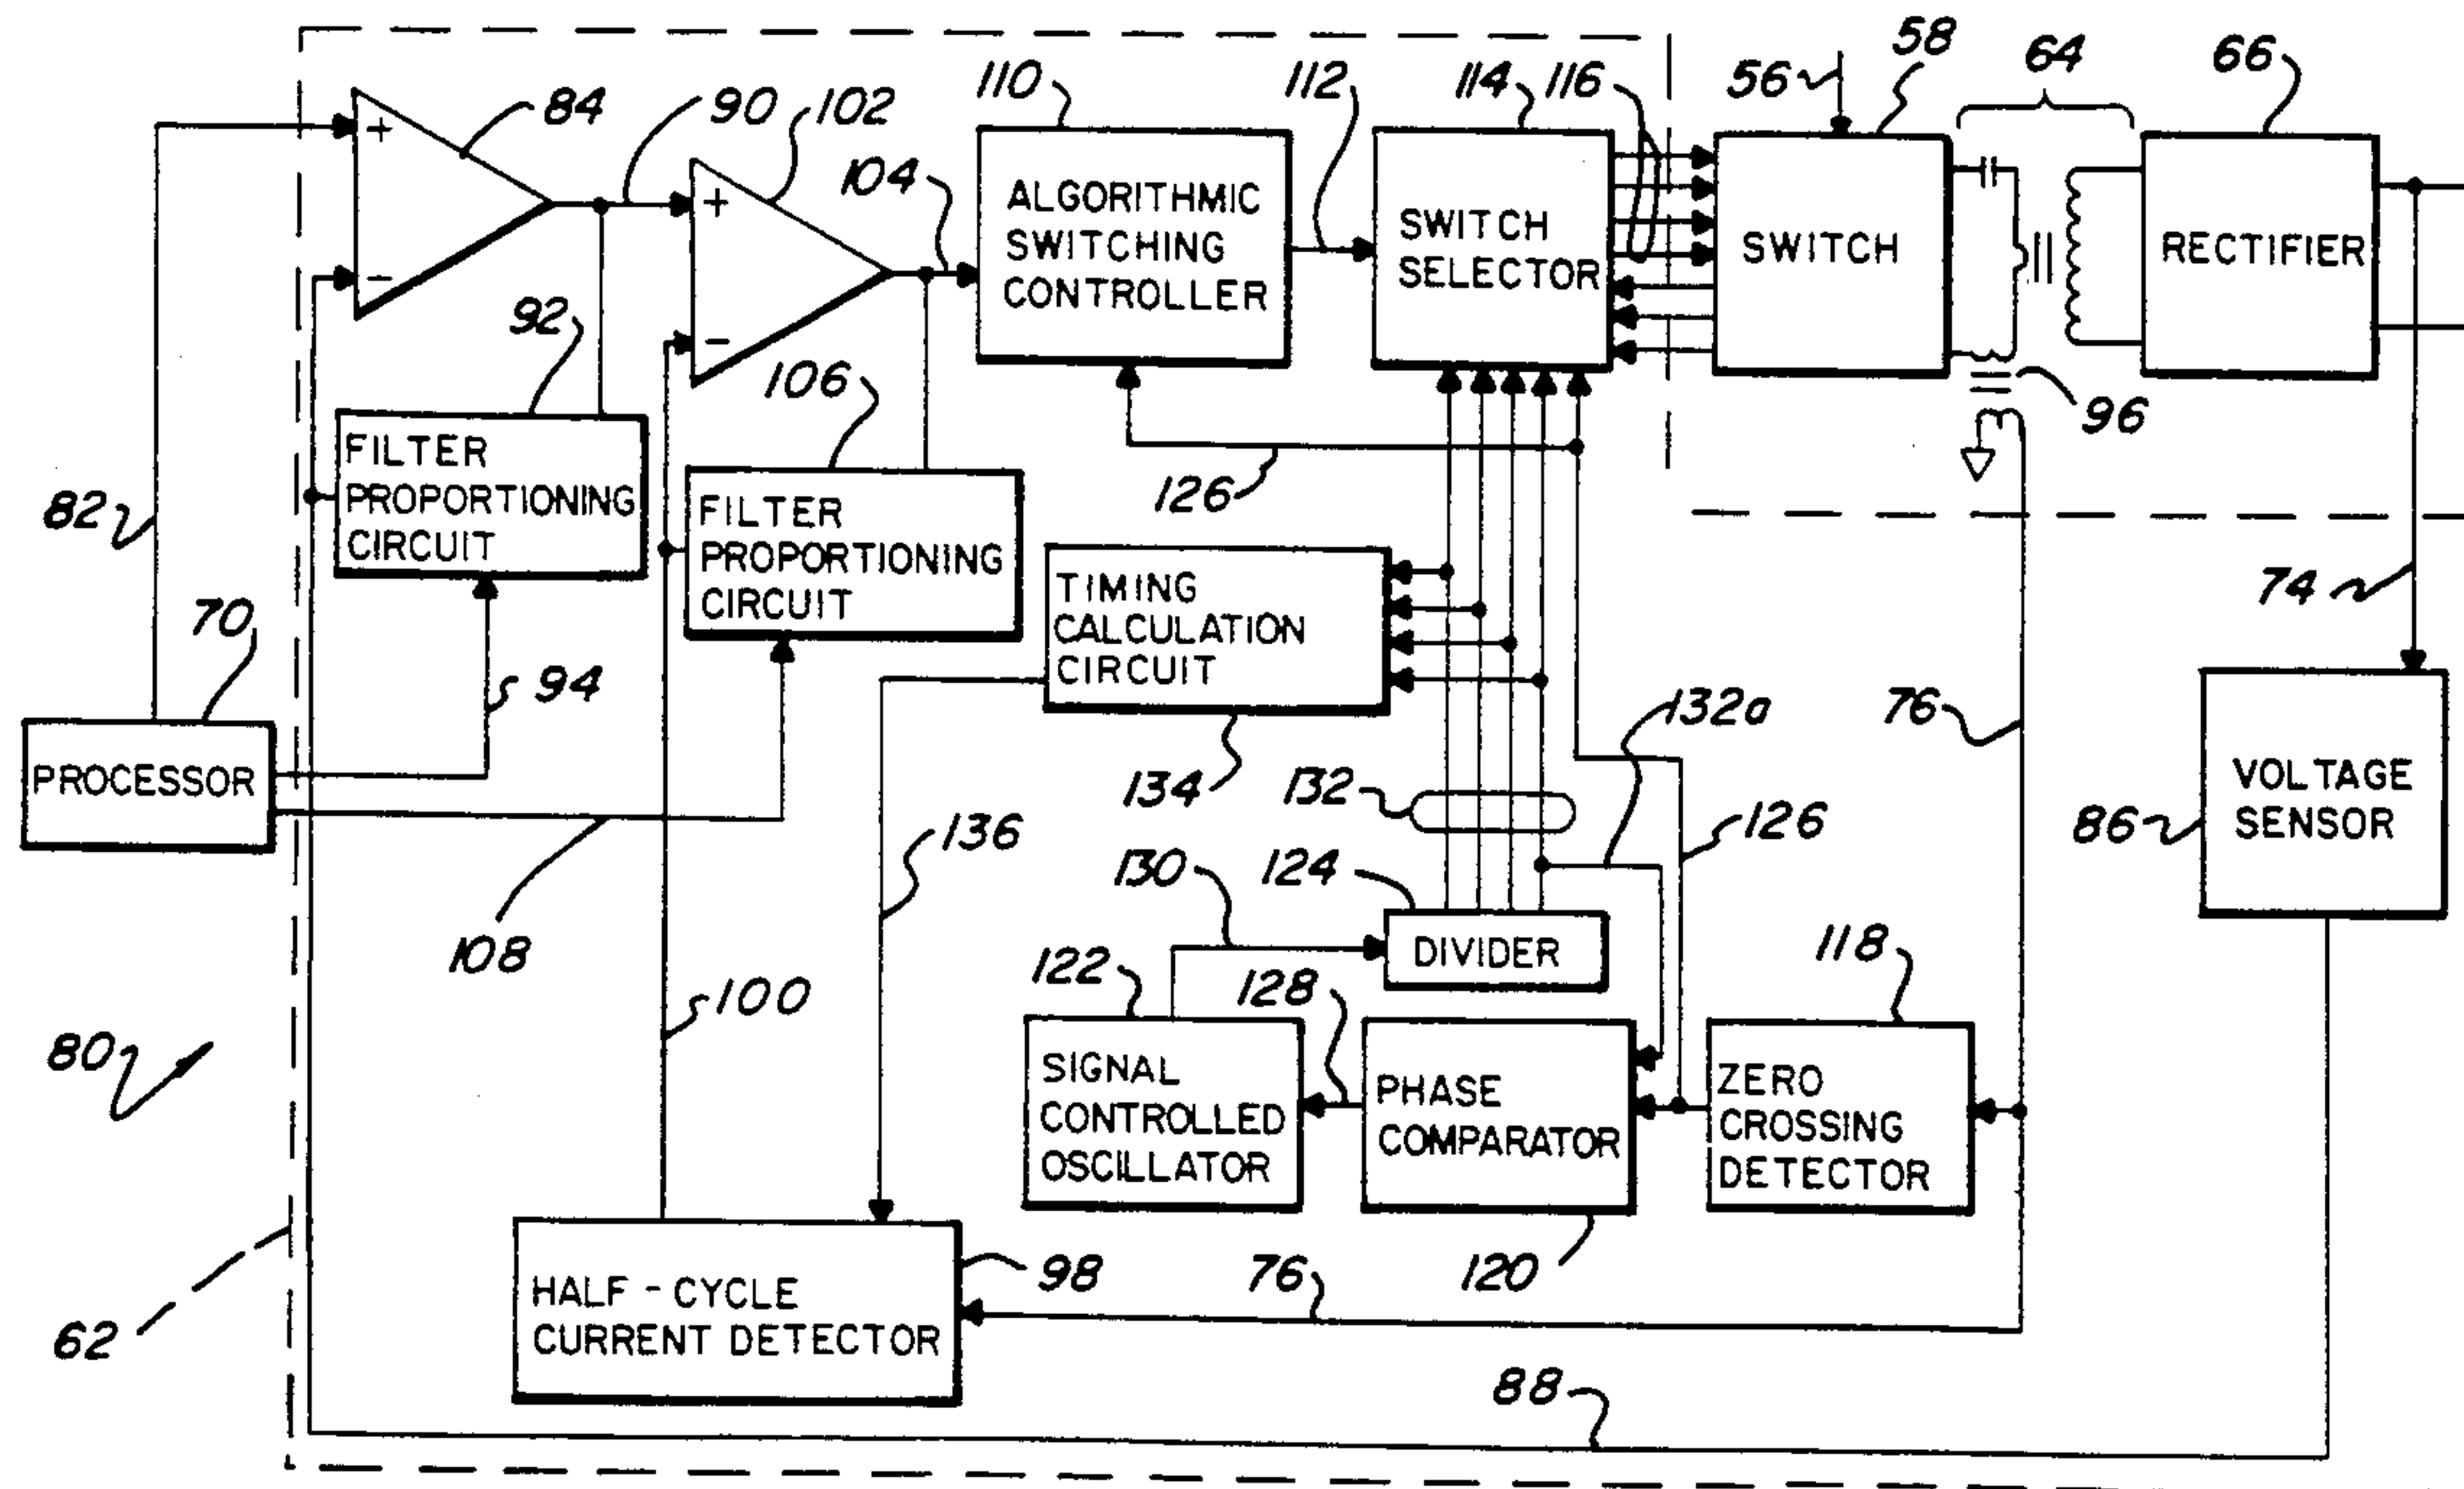 58
64
66
110
112
114
116
56
84
90
102
104
+
-
+
-
ALGORITHMIC
SWITCHING
CONTROLLER
SWITCH
SELECTOR
SWITCH
RECTIFIER
92
106
96
FILTER
PROPORTIONING
CIRCUIT
126
82
FILTER
PROPORTIONING
CIRCUIT
TIMING
CALCULATION
CIRCUIT
74
70
94
132a
76
PROCESSOR
134
132
VOLTAGE
SENSOR
86
136
126
130
124
108
DIVIDER
118
122
128
100
80
SIGNAL
CONTROLLED
OSCILLATOR
PHASE
COMPARATOR
ZERO
CROSSING
DETECTOR
98
76
120
HALF - CYCLE
CURRENT DETECTOR
62
88